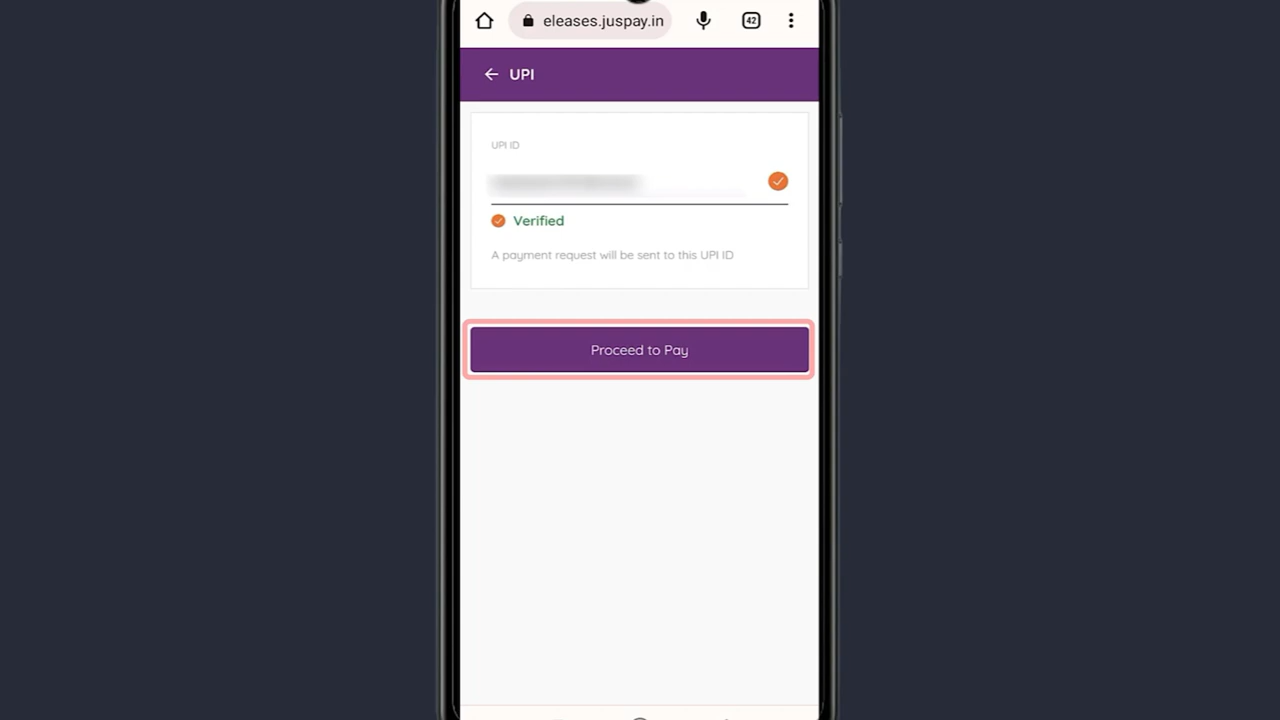 eleases.juspay.in
42
UPI
UPI ID
Verified
A payment request will be sent to this UPI ID
Proceed to Pay